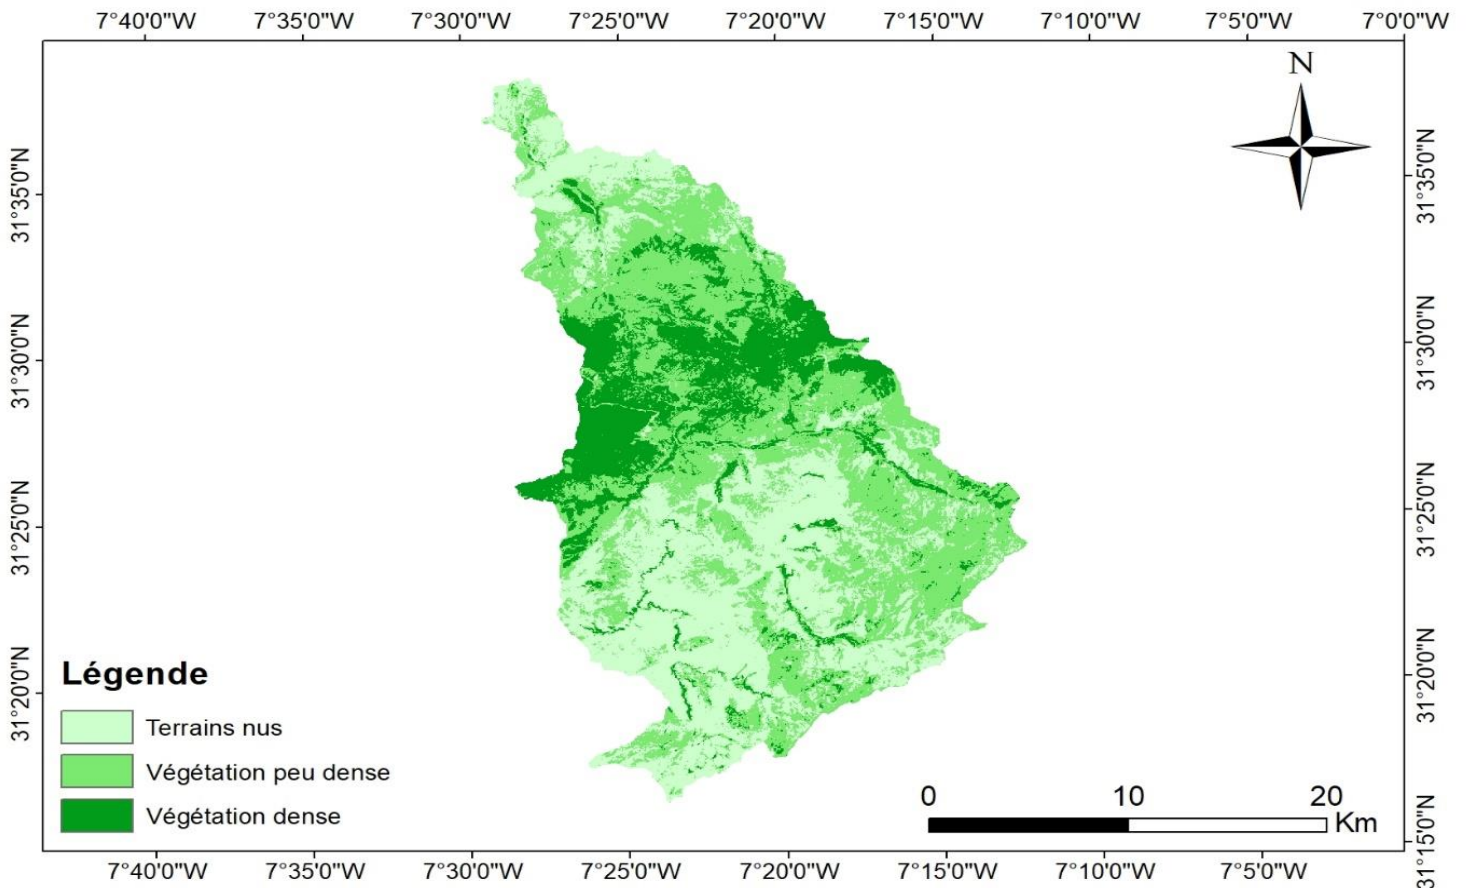 7°40'0"W 7°35'0"W 7°30'0"W 7°25'0"W 7°20'0"W 7°15'0"W 7°10'0"W 7°5'0"W 7°0'0"W
N
31°35'0"N 31°35'0"N
31°30'0"N 31°30'0"N
31°25'0"N 31°25'0"N
31°20'0"N 31°20'0"N
Légende
Terrains nus
Végétation peu dense
Végétation dense
0 10 20
Km
31°15'0"N
7°40'0"W 7°35'0"W 7°30'0"W 7°25'0"W 7°20'0"W 7°15'0"W 7°10'0"W 7°5'0"W